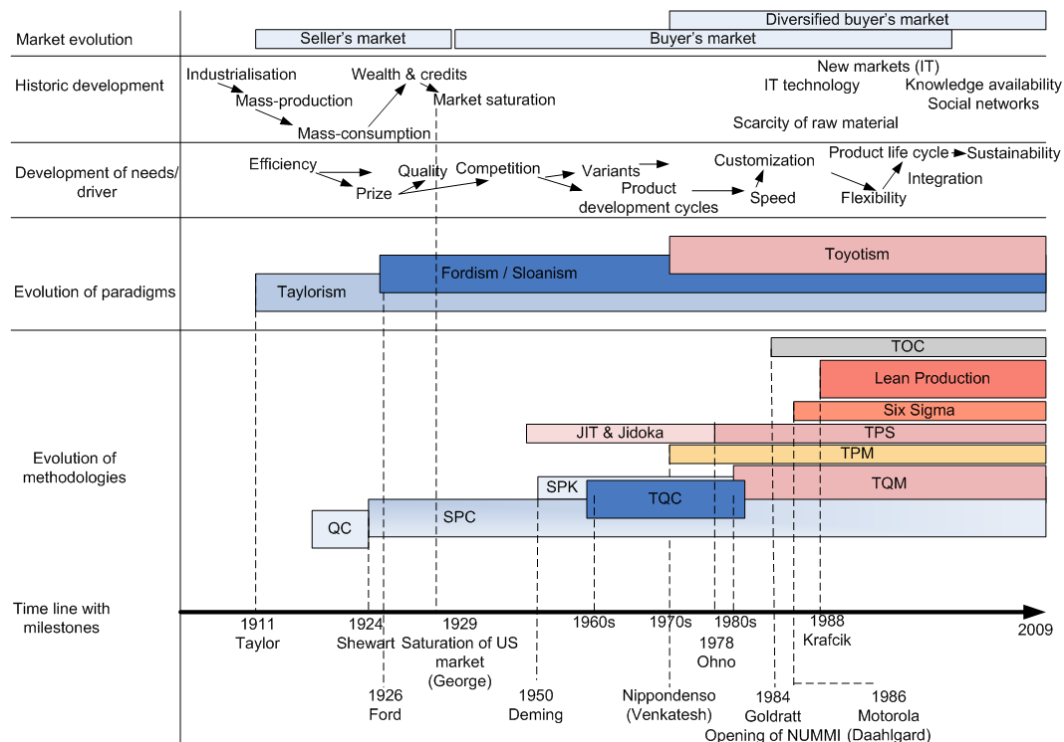 Market evolution
Seller's market
Buyer's market
Diversified buyer's market
Historic development
Industrialisation
Mass-production
Mass-consumption
Wealth & credits
Market saturation
New markets (IT)
IT technology
Knowledge availability
Social networks
Scarcity of raw material
Development of needs/
driver
Efficiency
Prize
Quality
Competition
Variants
Product
development cycles
Customization
Speed
Product life cycle
Sustainability
Integration
Flexibility
Evolution of paradigms
Taylorism
Fordism / Sloanism
Toyotism
Evolution of
methodologies
TOC
Lean Production
Six Sigma
JIT & Jidoka
TPS
TPM
SPK
TQC
TQM
QC
SPC
Time line with
milestones
1911
Taylor
1924
Shewart
1929
Saturation of US
market
(George)
1960s
1970s
1980s
1978
Ohno
1988
Krafcik
2009
1926
Ford
1950
Deming
Nippondenso
(Venkatesh)
1984
Goldratt
Opening of NUMMI
1986
Motorola
(Daahlgard)